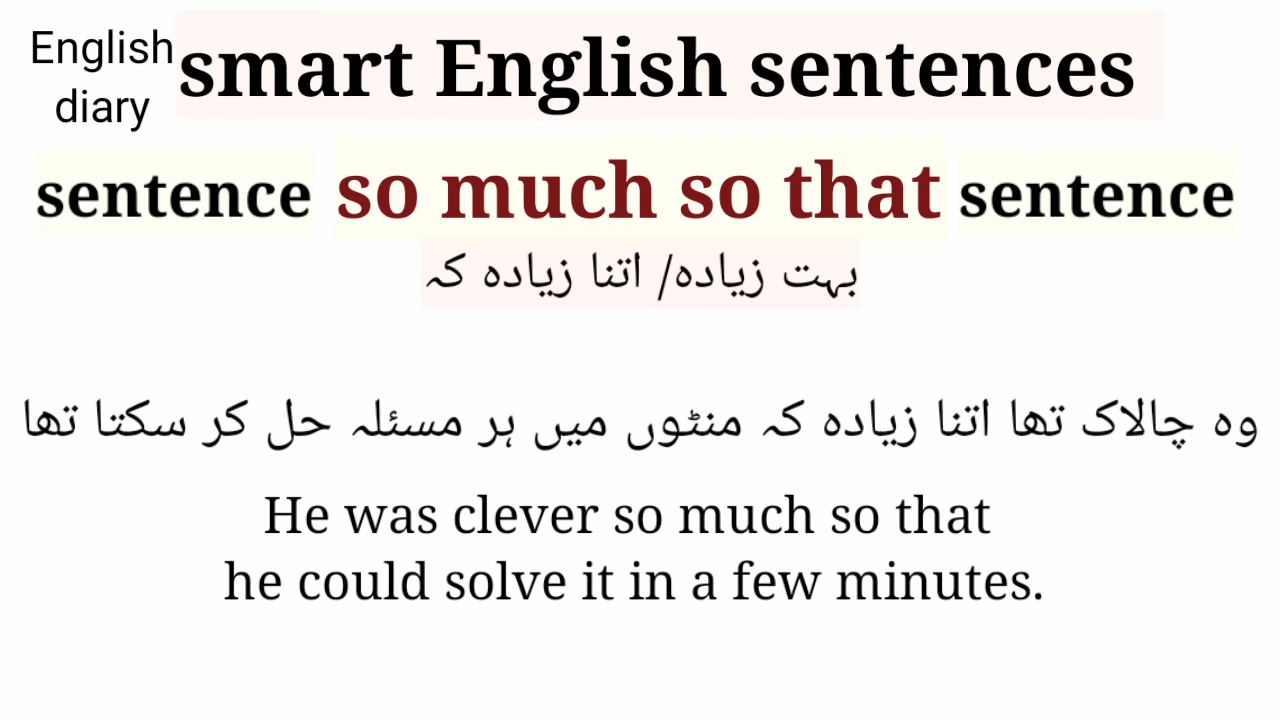 English
diary
smart English sentences
sentence so much so that sentence
بہت زیادہ/ اتنا زیادہ کہ
وہ چالاک تھا اتنا زیادہ کہ منٹوں میں ہر مسئلہ حل کر سکتا تھا
He was clever so much so that
he could solve it in a few minutes.